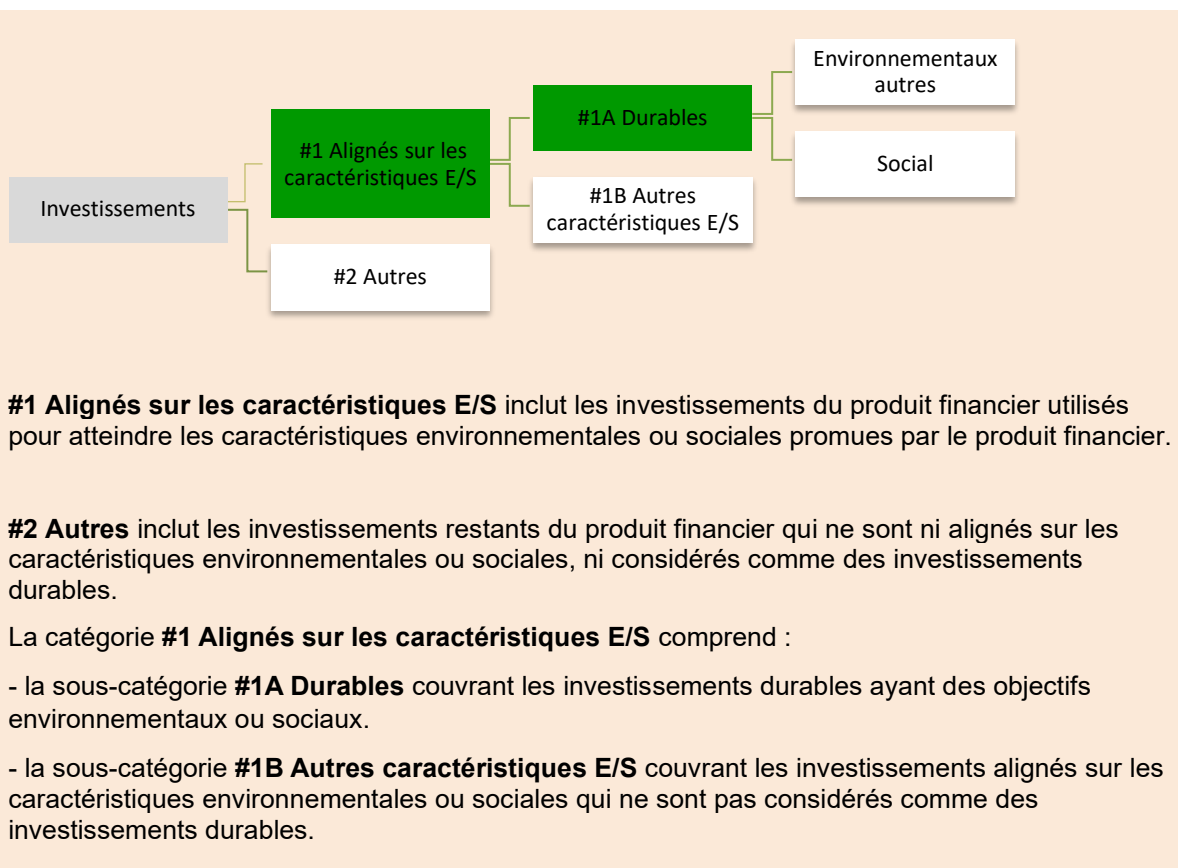 Environnementaux
autres
#1A Durables
#1 Alignés sur les
caractéristiques E/S
Social
#1B Autres
caractéristiques E/S
Investissements
#2 Autres
#1 Alignés sur les caractéristiques E/S inclut les investissements du produit financier utilisés
pour atteindre les caractéristiques environnementales ou sociales promues par le produit financier.
#2 Autres inclut les investissements restants du produit financier qui ne sont ni alignés sur les
caractéristiques environnementales ou sociales, ni considérés comme des investissements
durables.
La catégorie #1 Alignés sur les caractéristiques E/S comprend :
- la sous-catégorie #1A Durables couvrant les investissements durables ayant des objectifs
environnementaux ou sociaux.
- la sous-catégorie #1B Autres caractéristiques E/S couvrant les investissements alignés sur les
caractéristiques environnementales ou sociales qui ne sont pas considérés comme des
investissements durables.